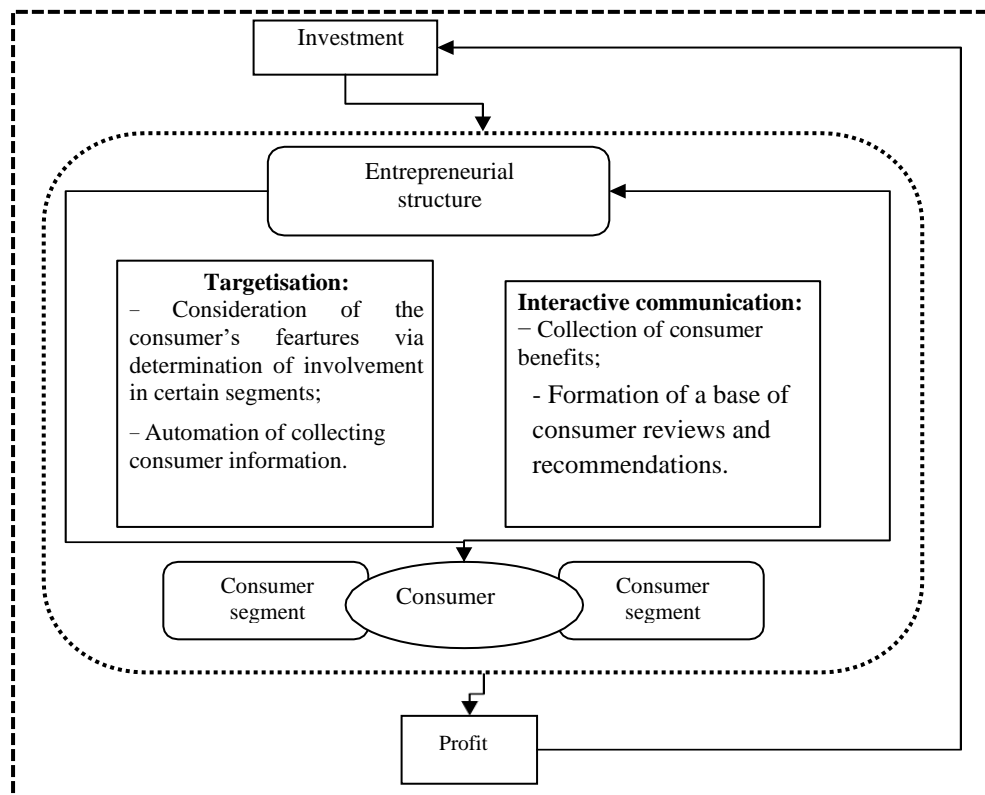 Investment
Entrepreneurial
structure
Targetisation:
− Consideration of the
consumer’s feartures via
determination of involvement
in certain segments;
− Automation of collecting
consumer information.
Interactive communication:
− Collection of consumer
benefits;
- Formation of a base of
consumer reviews and
recommendations.
Consumer
segment
Consumer
Consumer
segment
Profit